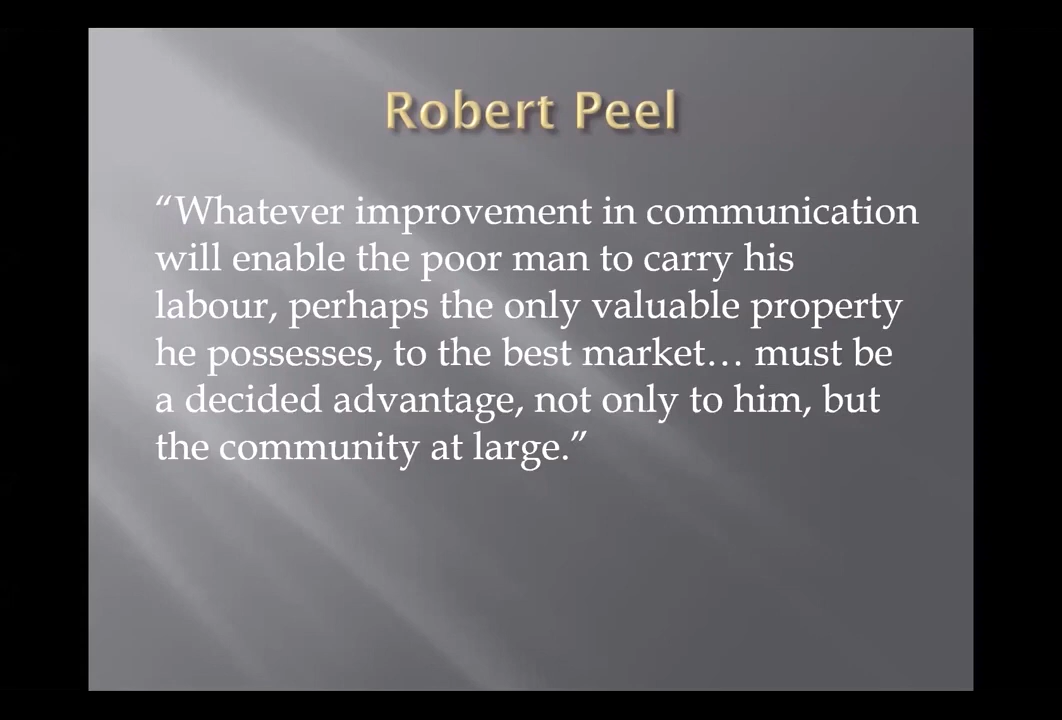 Robert Peel
“Whatever improvement in communication
will enable the poor man to carry his
labour, perhaps the only valuable property
he possesses, to the best market… must be
a decided advantage, not only to him, but
the community at large.”